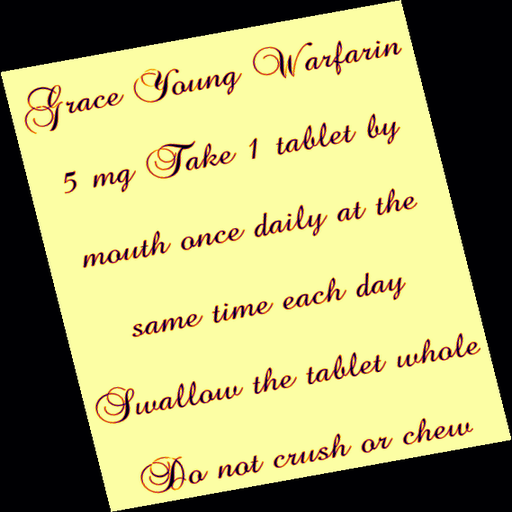 Grace Young Warfarin
5 mg Take 1 tablet by
mouth once daily at the
same time each day
Swallow the tablet whole
Do not crush or chew